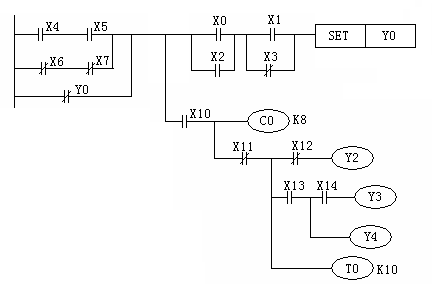 X4 X5 X0 X1 SET Y0
X6 X7 X2 X3
Y0
X10 C0 K8
X11 X12 Y2
X13 X14 Y3
Y4
T0 K10